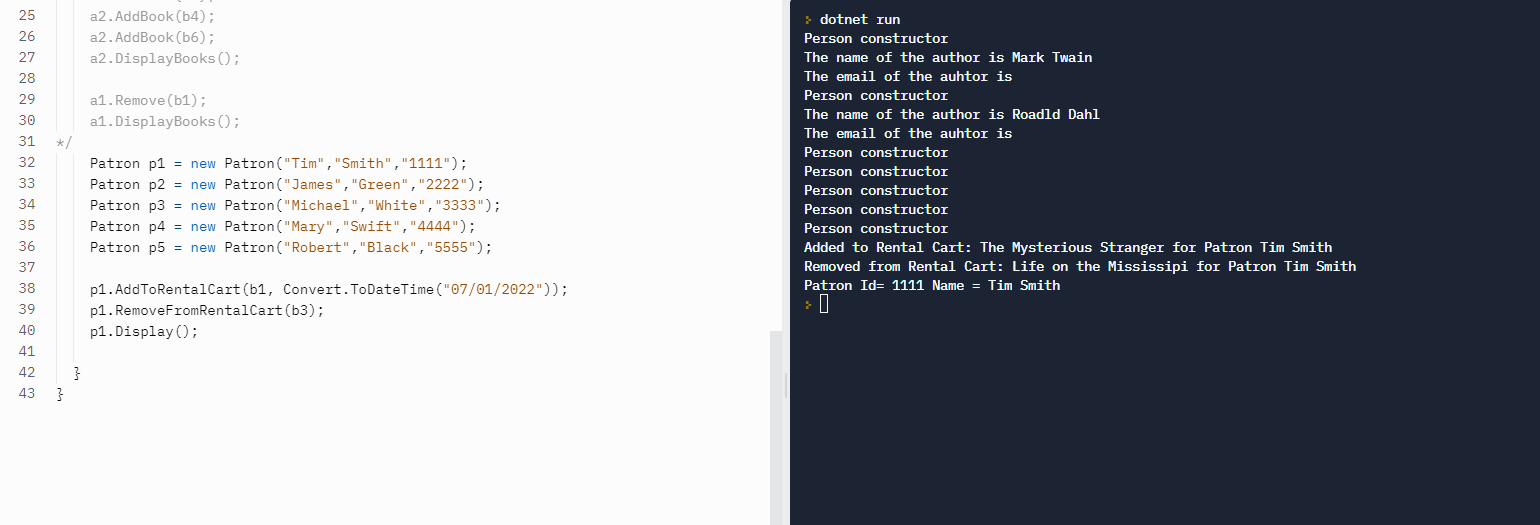 25 a2.AddBook(b4);
26 a2.AddBook(b6);
27 a2.DisplayBooks();
28
29 a1.Remove(b1);
30 a1.DisplayBooks();
31 */
32 Patron p1 = new Patron("Tim","Smith","1111");
33 Patron p2 = new Patron("James","Green","2222");
34 Patron p3 = new Patron("Michael","White","3333");
35 Patron p4 = new Patron("Mary","Swift","4444");
36 Patron p5 = new Patron("Robert","Black","5555");
37
38 p1.AddToRentalCart(b1, Convert.ToDateTime("07/01/2022"));
39 p1.RemoveFromRentalCart(b3);
40 p1.Display();
41
42 }
43 }
> dotnet run
Person constructor
The name of the author is Mark Twain
The email of the auhtor is
Person constructor
The name of the author is Roadld Dahl
The email of the auhtor is
Person constructor
Person constructor
Person constructor
Person constructor
Person constructor
Added to Rental Cart: The Mysterious Stranger for Patron Tim Smith
Removed from Rental Cart: Life on the Mississipi for Patron Tim Smith
Patron Id= 1111 Name = Tim Smith
>